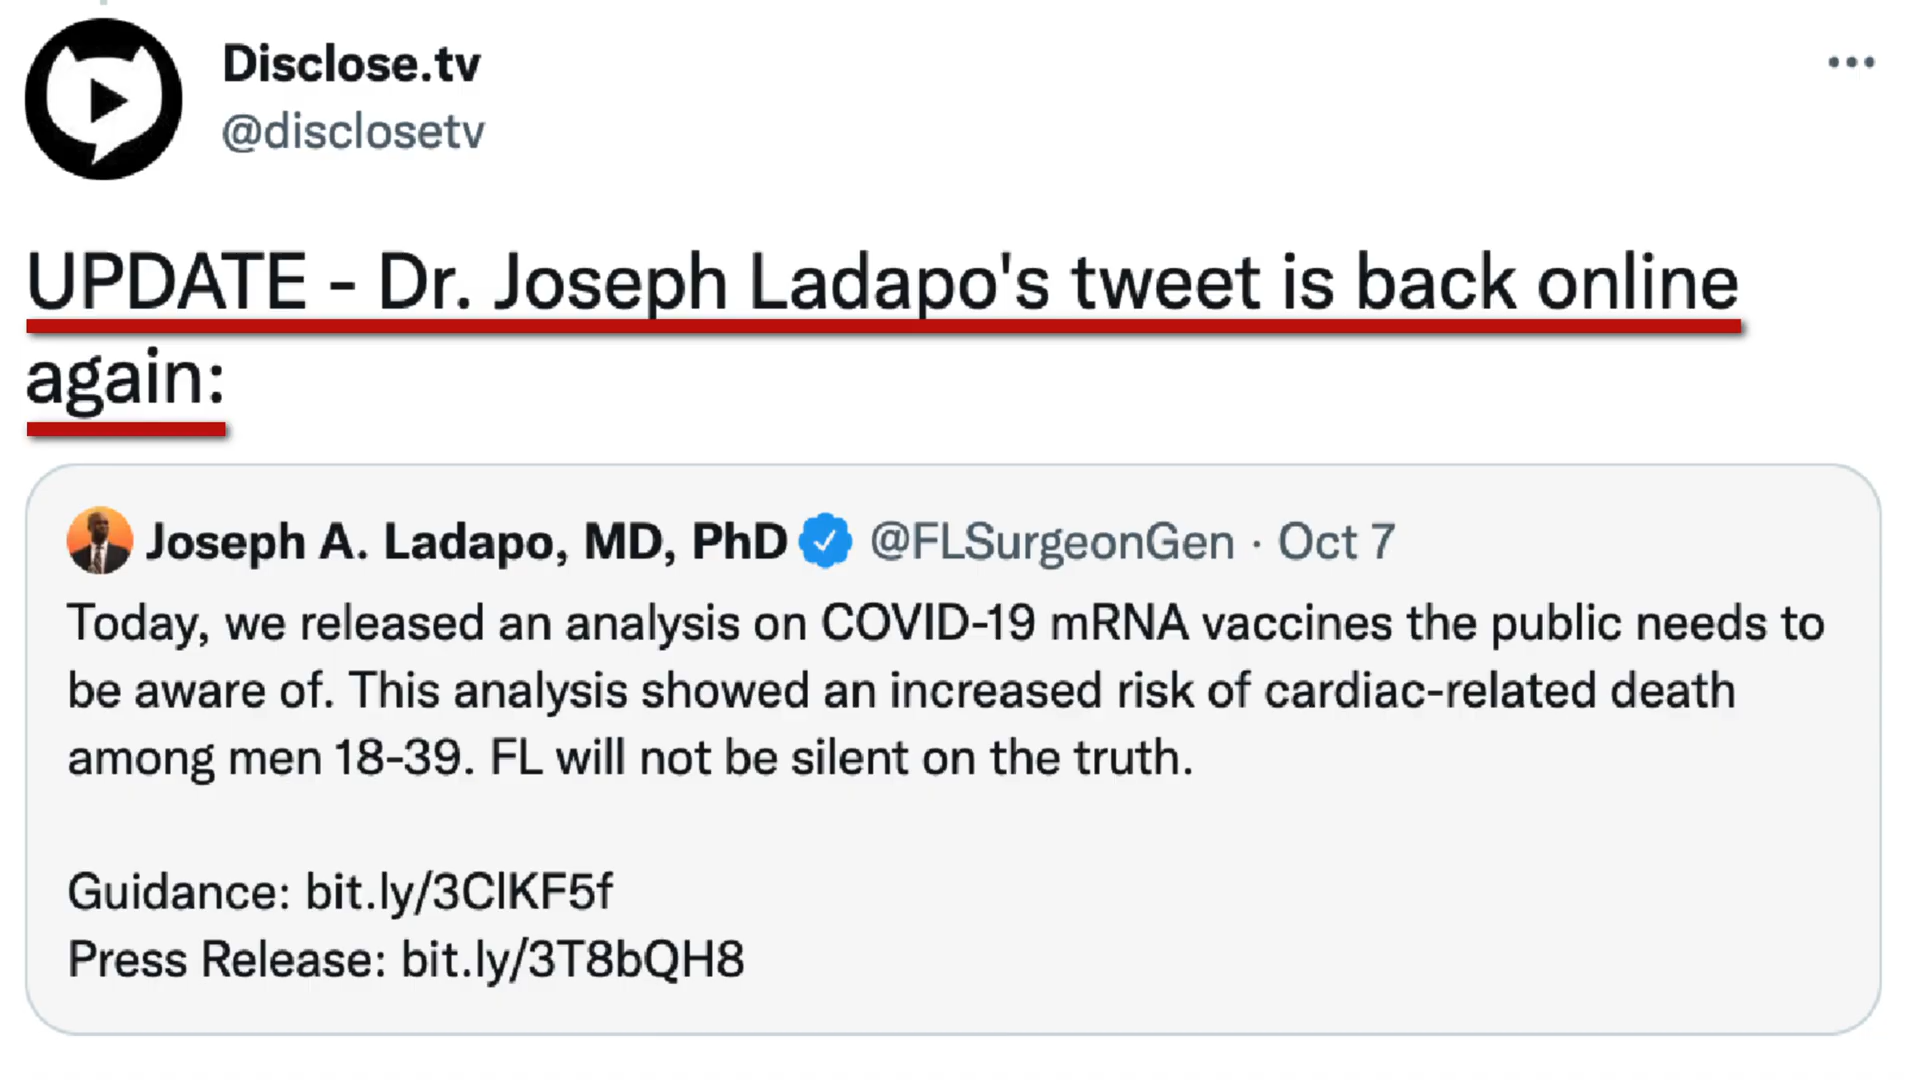 Disclose.tv
@disclosetv
UPDATE - Dr. Joseph Ladapo's tweet is back online
again:
Joseph A. Ladapo, MD, PhD @FLSurgeonGen · Oct 7
Today, we released an analysis on COVID-19 mRNA vaccines the public needs to
be aware of. This analysis showed an increased risk of cardiac-related death
among men 18-39. FL will not be silent on the truth.
Guidance: bit.ly/3ClKF5f
Press Release: bit.ly/3T8bQH8